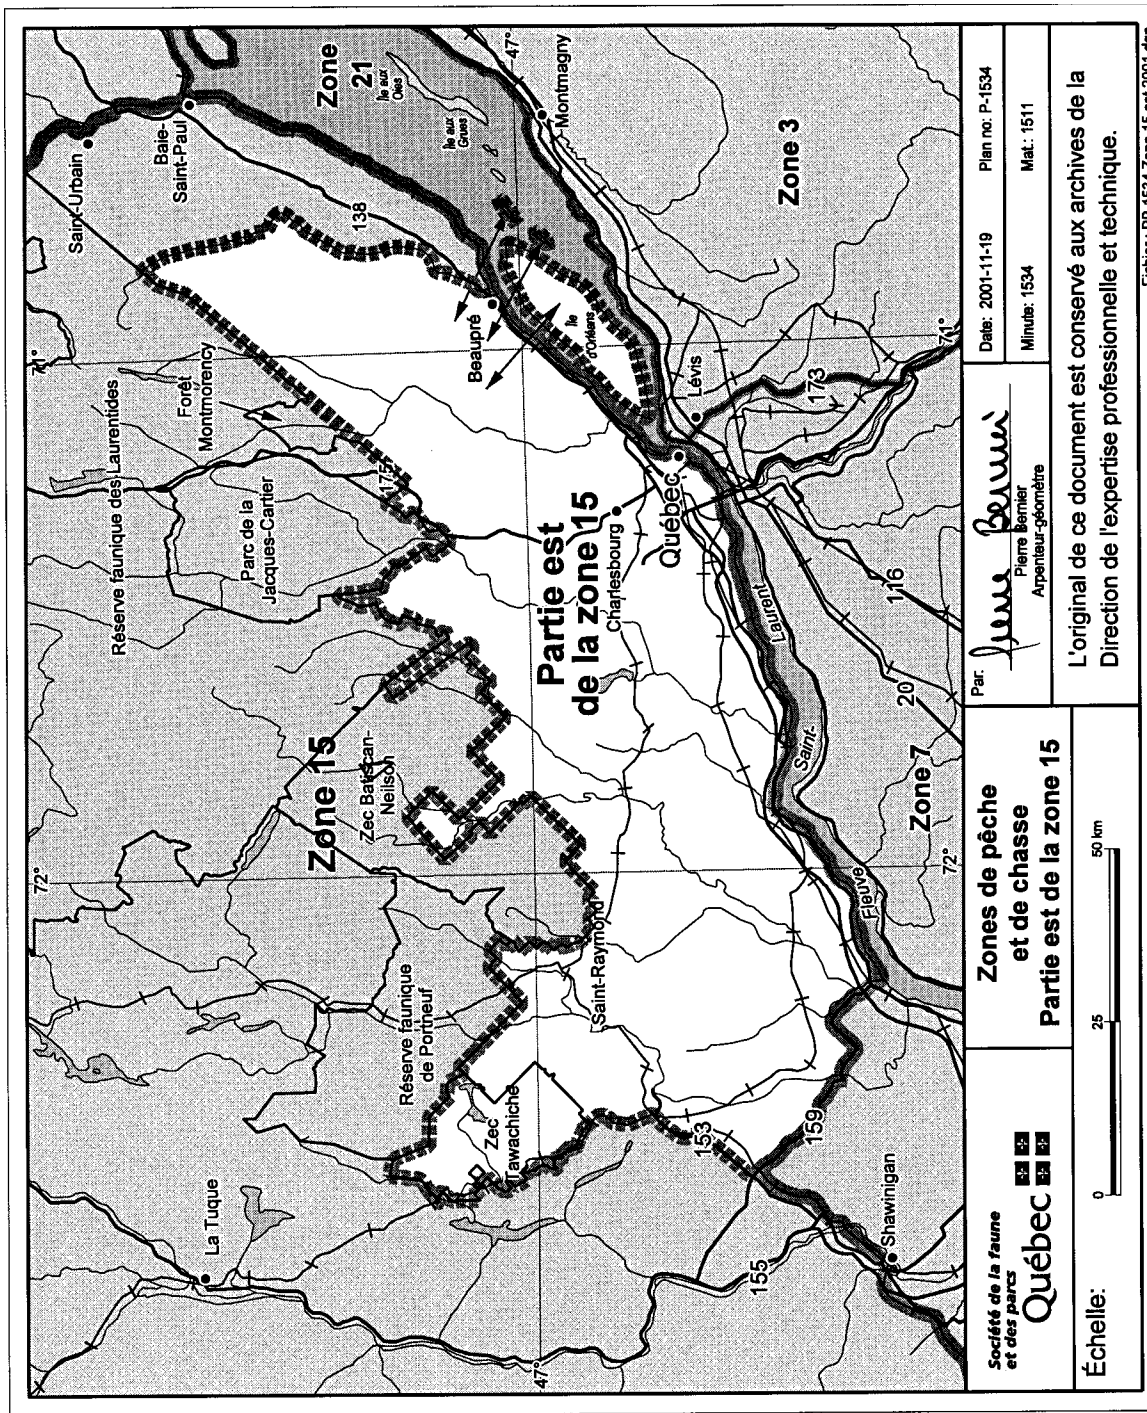 Saint-Urbain
Baie-
Saint-Paul
Zone
21
Île aux
Oies
Île aux
Grues
47°
Montmagny
Zone 3
138
71°
Réserve faunique des Laurentides
Forêt
Montmorency
Beaupré
Île
d'Orléans
Lévis
173
71°
175
Parc de la
Jacques-Cartier
Partie est
de la zone 15
Charlesbourg
Québec
116
20
Laurent
Saint-
Fleuve
Zone 7
Zone 15
Zec Batiscan-
Neilson
72°
72°
Réserve faunique
de Portneuf
Saint-Raymond
Zec
Tawachiche
153
159
La Tuque
155
Shawinigan
47°
Société de la faune
et des parcs
Québec
Zones de pêche
et de chasse
Partie est de la zone 15
Échelle:
0 25 50 km
Par:
Pierre Bernier
Arpenteur-géomètre
Date: 2001-11-19 Plan no: P-1534
Minute: 1534 Mat.: 1511
L'original de ce document est conservé aux archives de la
Direction de l'expertise professionnelle et technique.